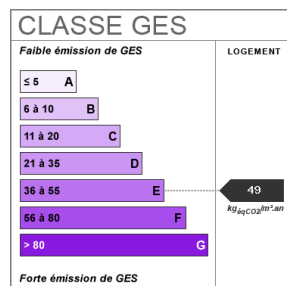 CLASSE GES
Faible émission de GES
LOGEMENT
≤ 5 A
6 à 10 B
11 à 20 C
21 à 35 D
36 à 55 E
49
kgéqCO2/m².an
56 à 80 F
> 80 G
Forte émission de GES